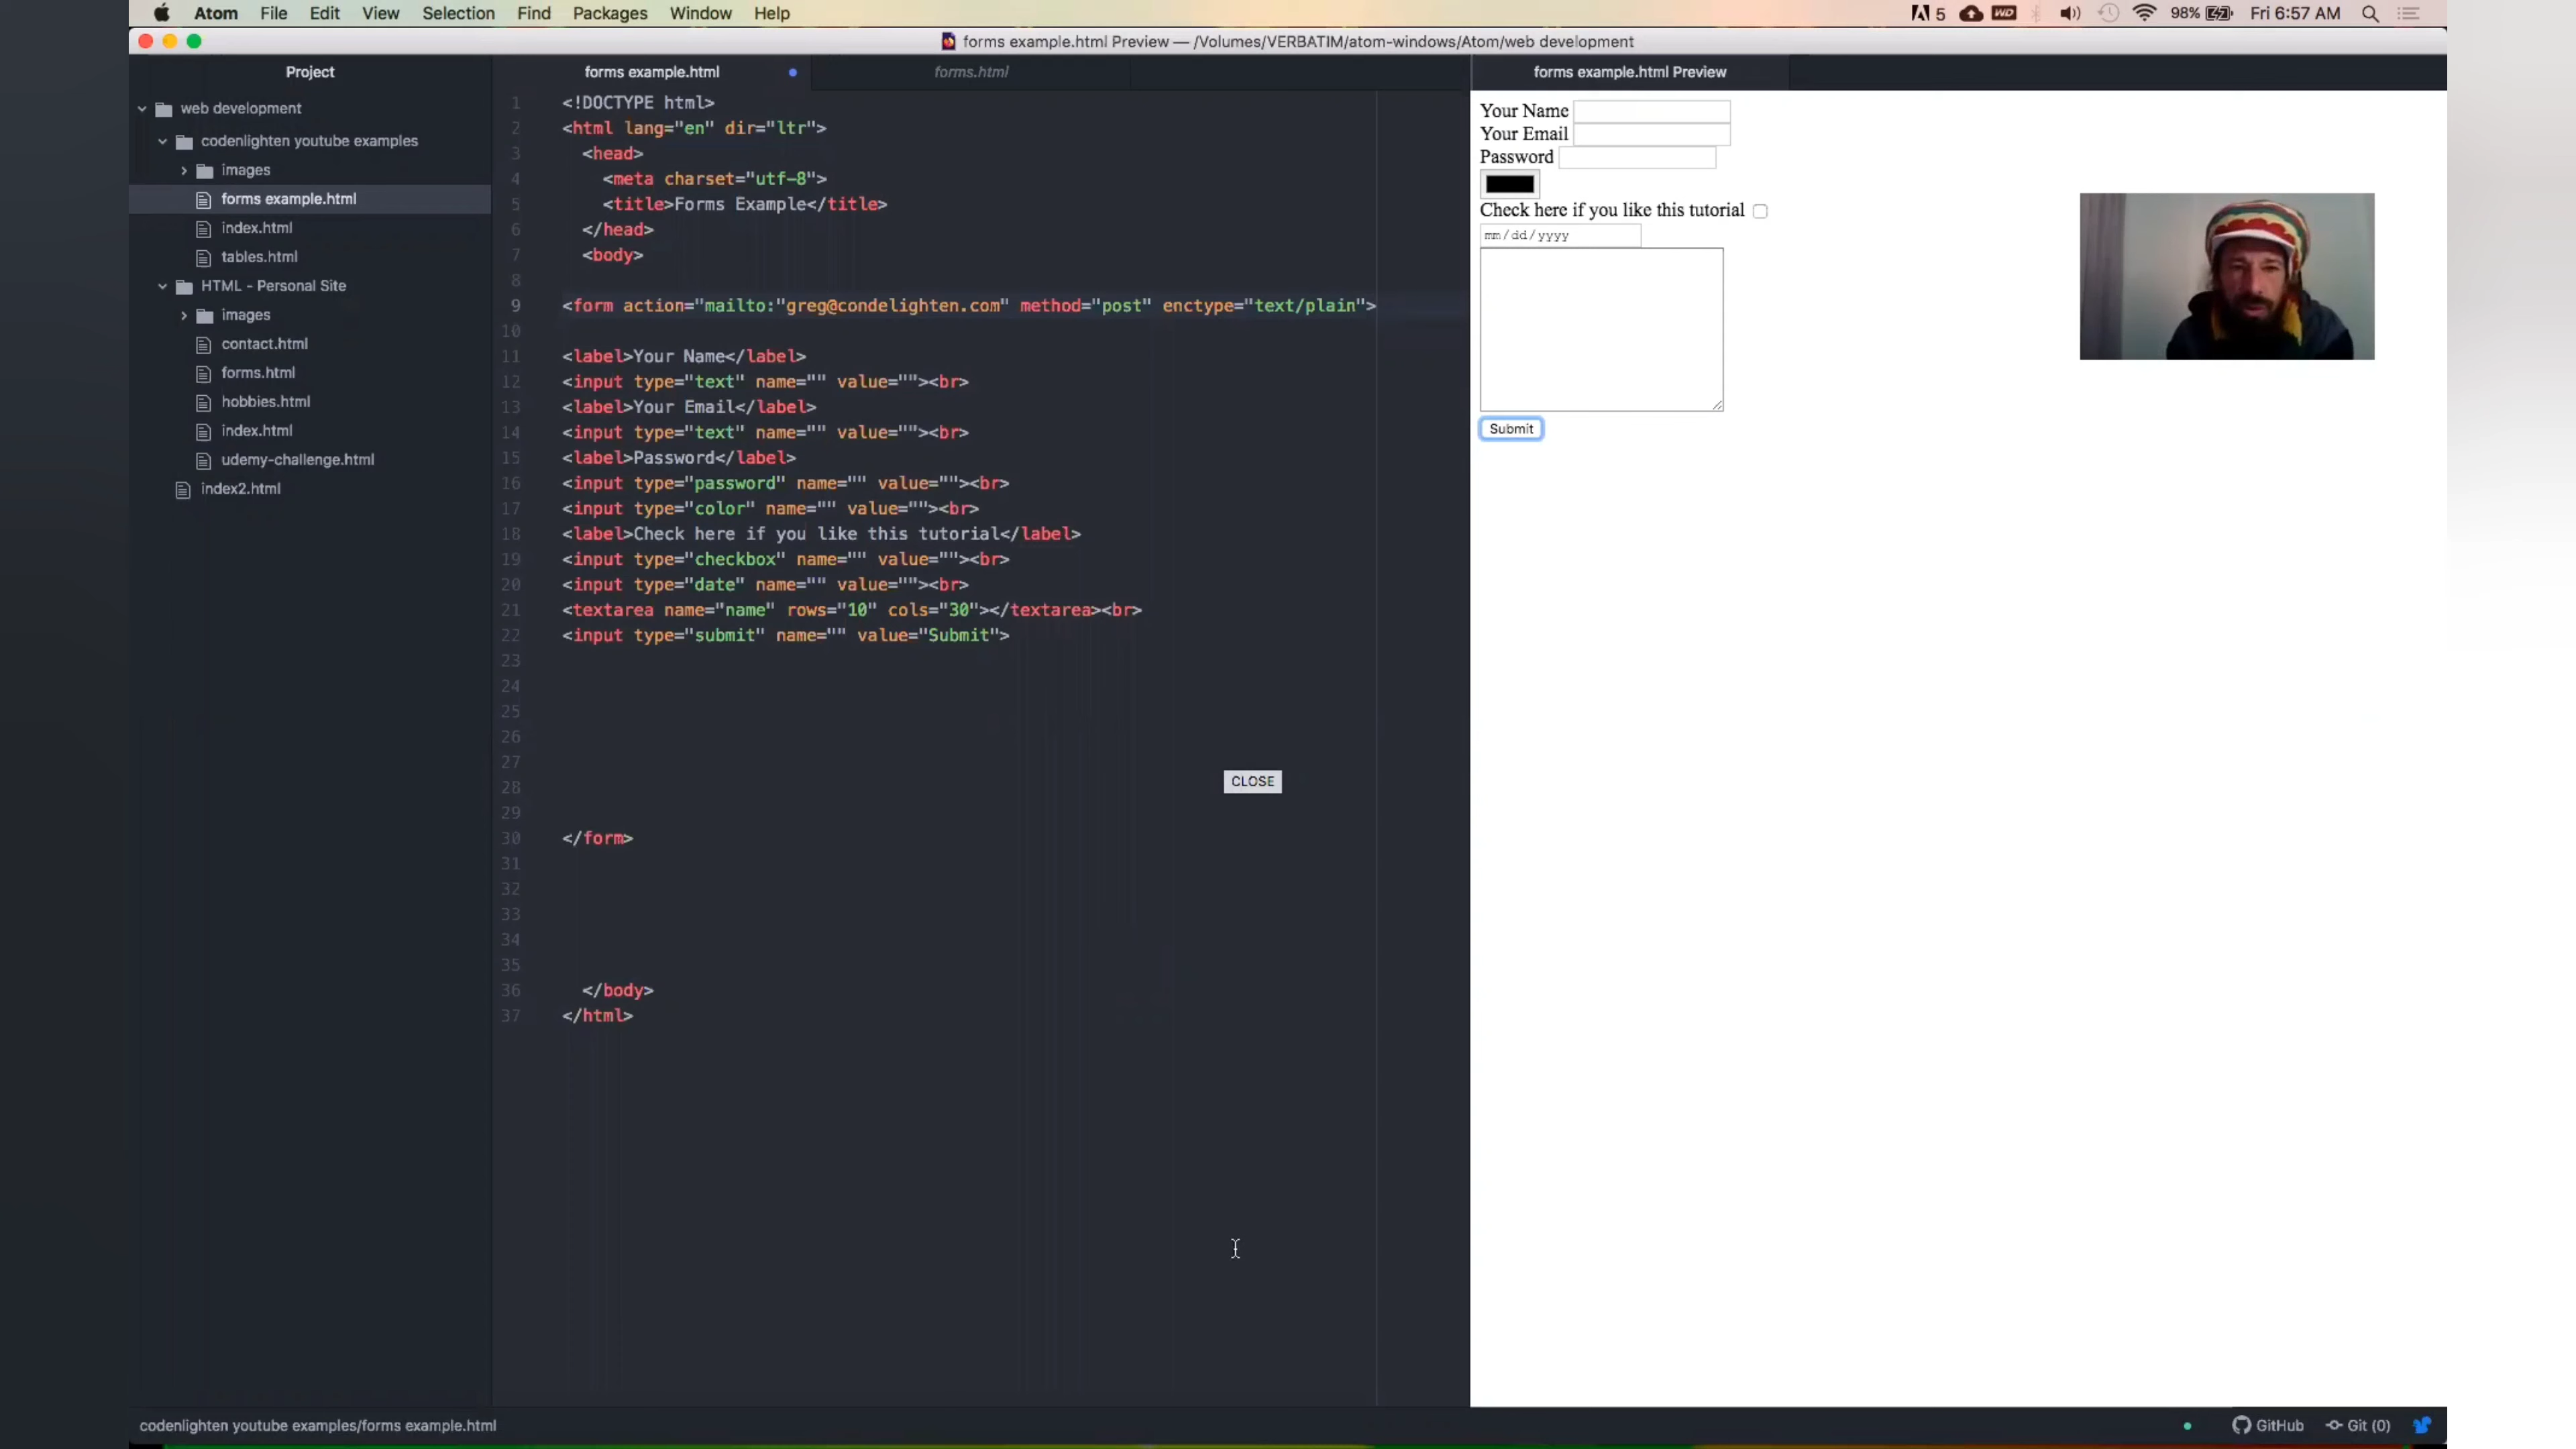 Atom File Edit View Selection Find Packages Window Help
5 WD 98% Fri 6:57 AM
forms example.html Preview — /Volumes/VERBATIM/atom-windows/Atom/web development
Project
web development
codenlighten youtube examples
images
forms example.html
index.html
tables.html
HTML - Personal Site
images
contact.html
forms.html
hobbies.html
index.html
udemy-challenge.html
index2.html
forms example.html
forms.html
1 <!DOCTYPE html>
2 <html lang="en" dir="ltr">
3 <head>
4 <meta charset="utf-8">
5 <title>Forms Example</title>
6 </head>
7 <body>
8
9 <form action="mailto:"greg@condelighten.com" method="post" enctype="text/plain">
10
11 <label>Your Name</label>
12 <input type="text" name="" value=""><br>
13 <label>Your Email</label>
14 <input type="text" name="" value=""><br>
15 <label>Password</label>
16 <input type="password" name="" value=""><br>
17 <input type="color" name="" value=""><br>
18 <label>Check here if you like this tutorial</label>
19 <input type="checkbox" name="" value=""><br>
20 <input type="date" name="" value=""><br>
21 <textarea name="name" rows="10" cols="30"></textarea><br>
22 <input type="submit" name="" value="Submit">
23
24
25
26
27
28
29
30 </form>
31
32
33
34
35
36 </body>
37 </html>
CLOSE
forms example.html Preview
Your Name
Your Email
Password
Check here if you like this tutorial
mm/dd/yyyy
Submit
codenlighten youtube examples/forms example.html
GitHub Git (0)